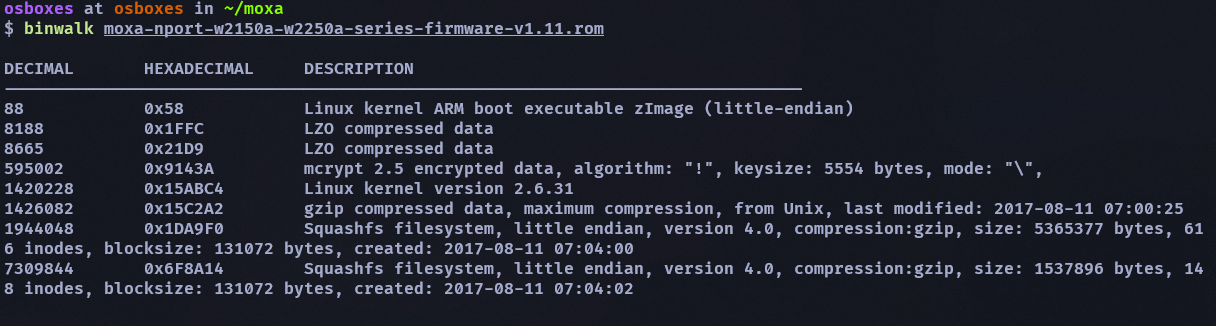 osboxes at osboxes in ~/moxa
$ binwalk moxa-nport-w2150a-w2250a-series-firmware-v1.11.rom
DECIMAL HEXADECIMAL DESCRIPTION
--------------------------------------------------------------------------------
88 0x58 Linux kernel ARM boot executable zImage (little-endian)
8188 0x1FFC LZO compressed data
8665 0x21D9 LZO compressed data
595002 0x9143A mcrypt 2.5 encrypted data, algorithm: "!", keysize: 5554 bytes, mode: "\",
1420228 0x15ABC4 Linux kernel version 2.6.31
1426082 0x15C2A2 gzip compressed data, maximum compression, from Unix, last modified: 2017-08-11 07:00:25
1944048 0x1DA9F0 Squashfs filesystem, little endian, version 4.0, compression:gzip, size: 5365377 bytes, 61
6 inodes, blocksize: 131072 bytes, created: 2017-08-11 07:04:00
7309844 0x6F8A14 Squashfs filesystem, little endian, version 4.0, compression:gzip, size: 1537896 bytes, 14
8 inodes, blocksize: 131072 bytes, created: 2017-08-11 07:04:02